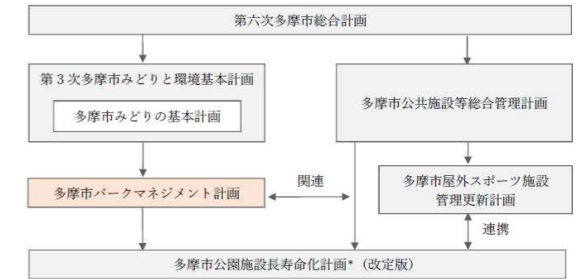 第六次多摩市総合計画
第3次多摩市みどりと環境基本計画
多摩市みどりの基本計画
多摩市公共施設等総合管理計画
多摩市パークマネジメント計画
関連
多摩市屋外スポーツ施設
管理更新計画
連携
多摩市公園施設長寿命化計画*（改定版）